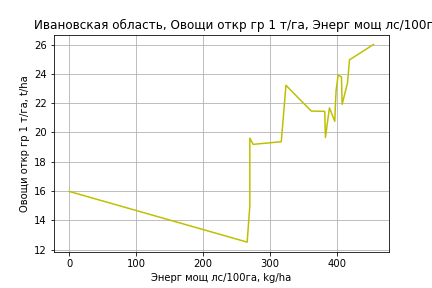 Ивановская область, Овощи откр гр 1 т/га, Энерг мощ лс/100г
26
24
22
20
18
16
14
12
Овощи откр гр 1 т/га, t/ha
0 100 200 300 400
Энерг мощ лс/100га, kg/ha